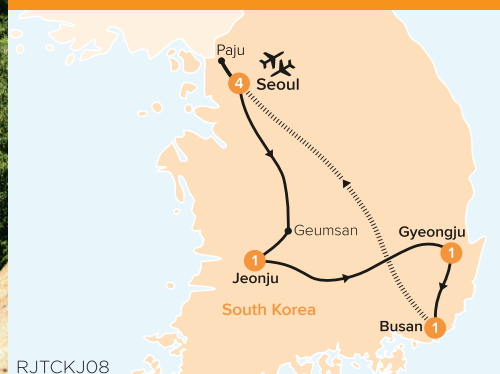 Paju
4 Seoul
Geumsan
Gyeongju
1
1
Jeonju
South Korea
Busan 1
RJTCKJ08